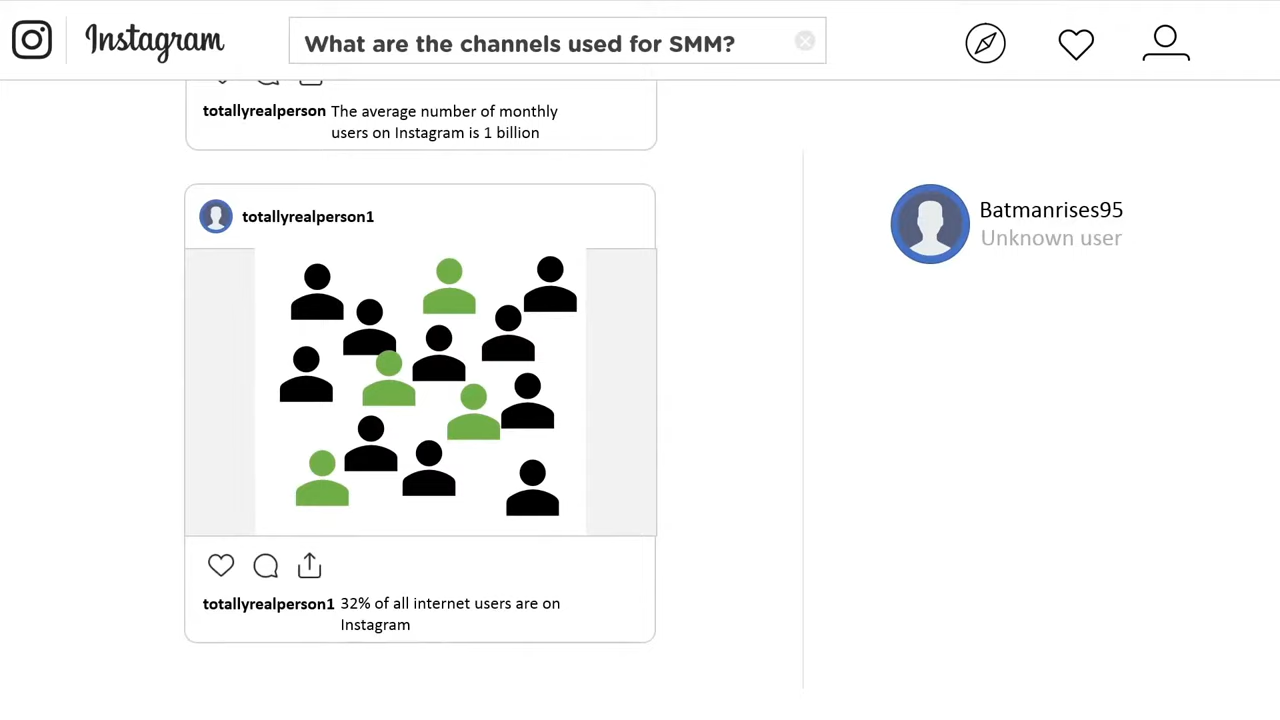 Instagram
What are the channels used for SMM?
totallyrealperson The average number of monthly
users on Instagram is 1 billion
totallyrealperson1
Batmanrises95
Unknown user
totallyrealperson1 32% of all internet users are on
Instagram